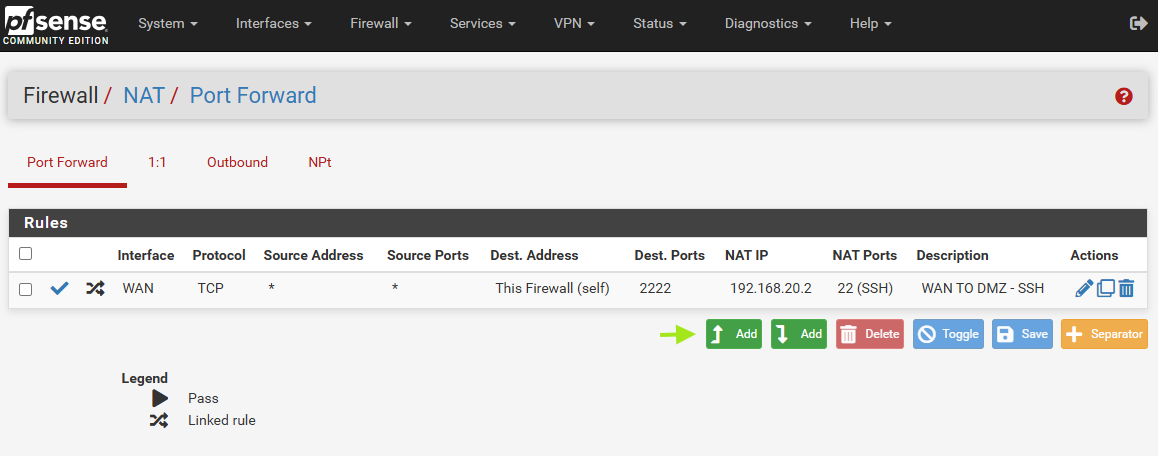 pfsense
COMMUNITY EDITION
System Interfaces Firewall Services VPN Status Diagnostics Help
Firewall / NAT / Port Forward
Port Forward 1:1 Outbound NPt
Rules
Interface Protocol Source Address Source Ports Dest. Address Dest. Ports NAT IP NAT Ports Description Actions
WAN TCP * * This Firewall (self) 2222 192.168.20.2 22 (SSH) WAN TO DMZ - SSH
Add Add Delete Toggle Save Separator
Legend
Pass
Linked rule